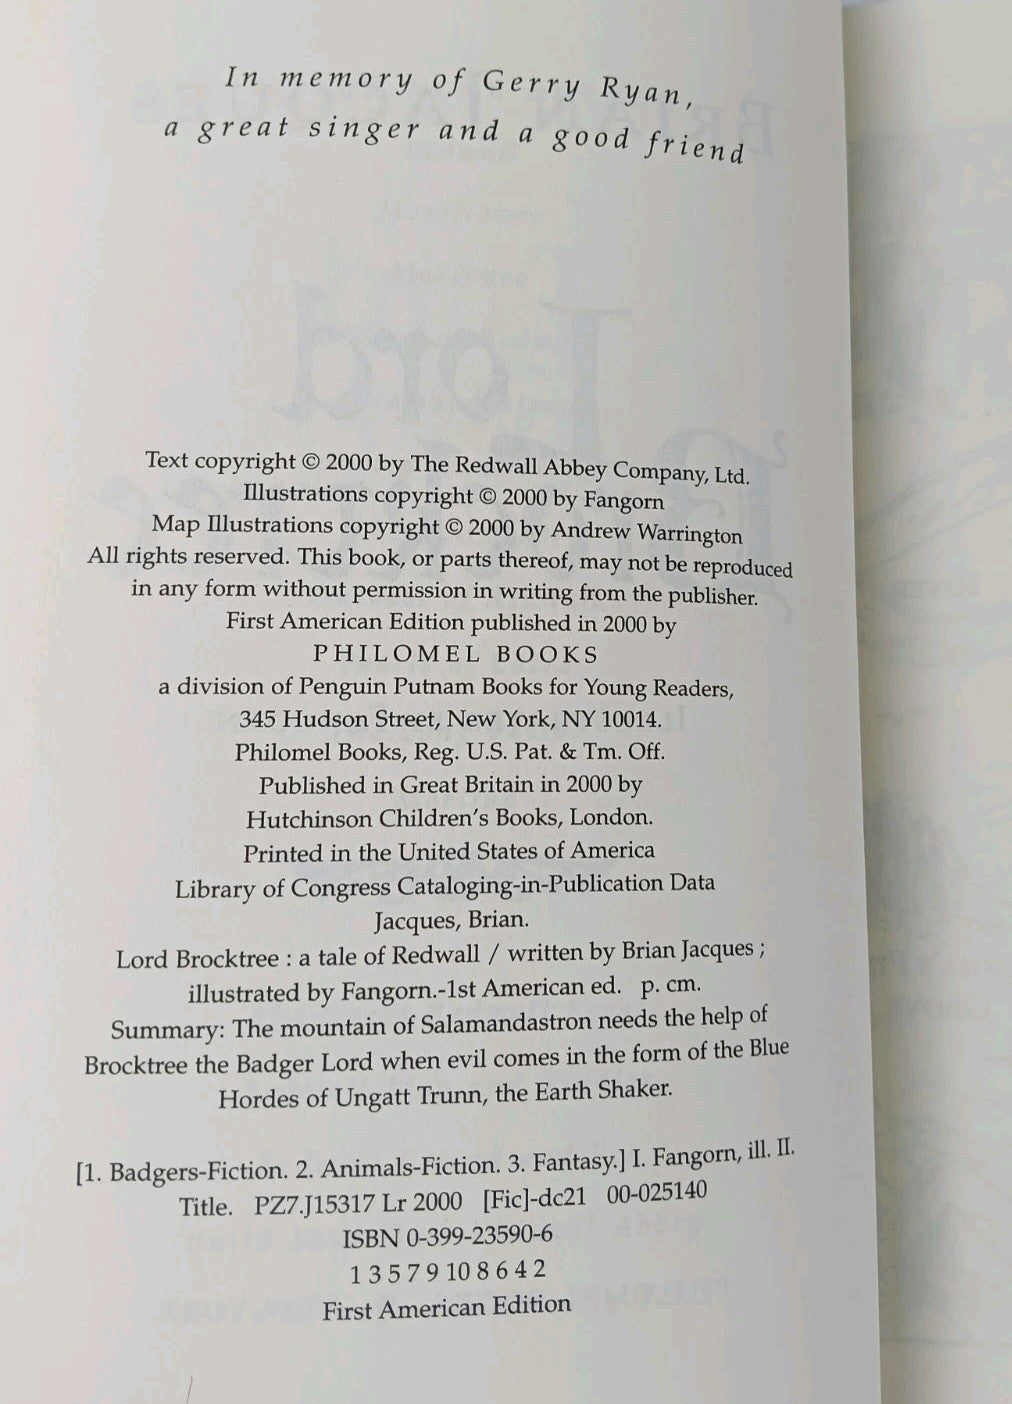 In memory of Gerry Ryan,
a great singer and a good friend
Text copyright © 2000 by The Redwall Abbey Company, Ltd.
Illustrations copyright © 2000 by Fangorn
Map Illustrations copyright © 2000 by Andrew Warrington
All rights reserved. This book, or parts thereof, may not be reproduced
in any form without permission in writing from the publisher.
First American Edition published in 2000 by
PHILOMEL BOOKS
a division of Penguin Putnam Books for Young Readers,
345 Hudson Street, New York, NY 10014.
Philomel Books, Reg. U.S. Pat. & Tm. Off.
Published in Great Britain in 2000 by
Hutchinson Children's Books, London.
Printed in the United States of America
Library of Congress Cataloging-in-Publication Data
Jacques, Brian.
Lord Brocktree : a tale of Redwall / written by Brian Jacques ;
illustrated by Fangorn.-1st American ed. p. cm.
Summary: The mountain of Salamandastron needs the help of
Brocktree the Badger Lord when evil comes in the form of the Blue
Hordes of Ungatt Trunn, the Earth Shaker.
[1. Badgers-Fiction. 2. Animals-Fiction. 3. Fantasy.] I. Fangorn, ill. II.
Title. PZ7.J15317 Lr 2000 [Fic]-dc21 00-025140
ISBN 0-399-23590-6
1 3 5 7 9 10 8 6 4 2
First American Edition